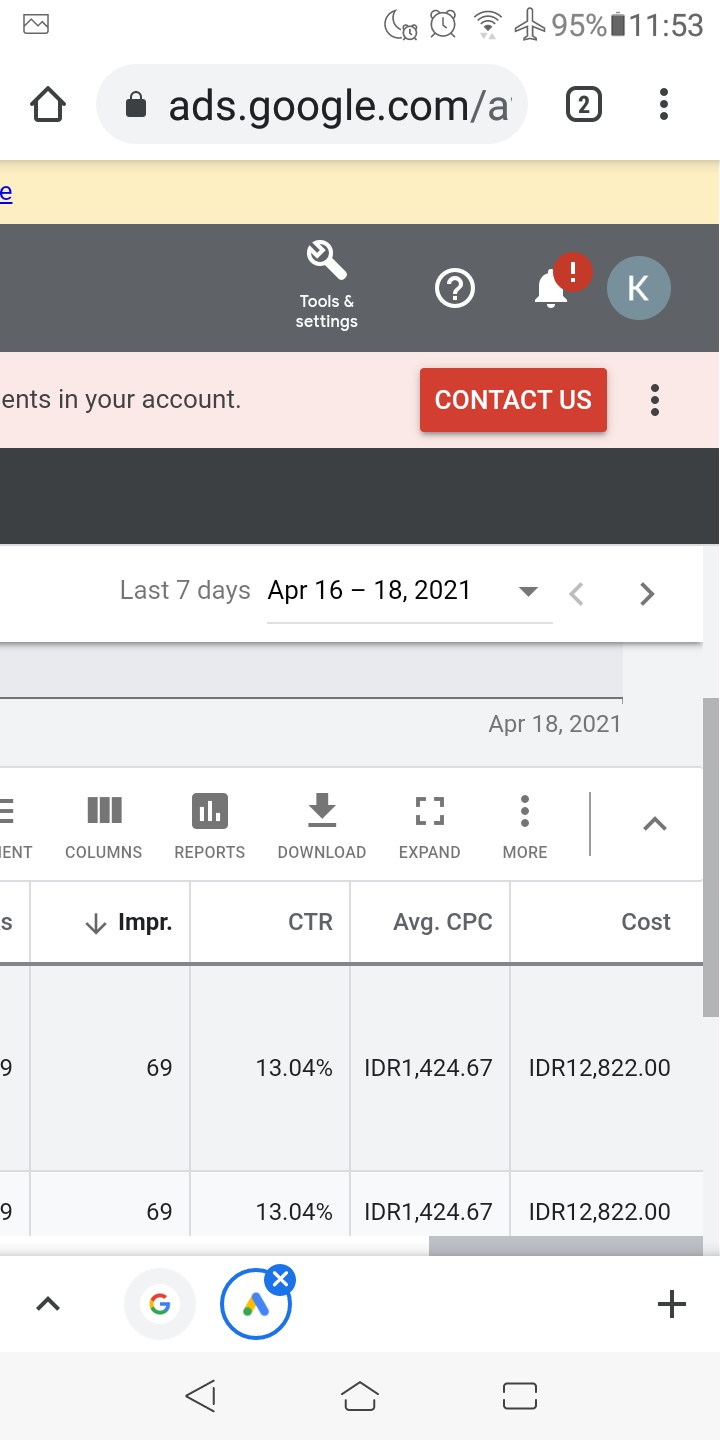 95% 11:53
ads.google.com/a
2
e
Tools &
settings
!
K
ents in your account.
CONTACT US
Last 7 days Apr 16 – 18, 2021
Apr 18, 2021
ENT COLUMNS REPORTS DOWNLOAD EXPAND MORE
s Impr. CTR Avg. CPC Cost
9 69 13.04% IDR1,424.67 IDR12,822.00
9 69 13.04% IDR1,424.67 IDR12,822.00